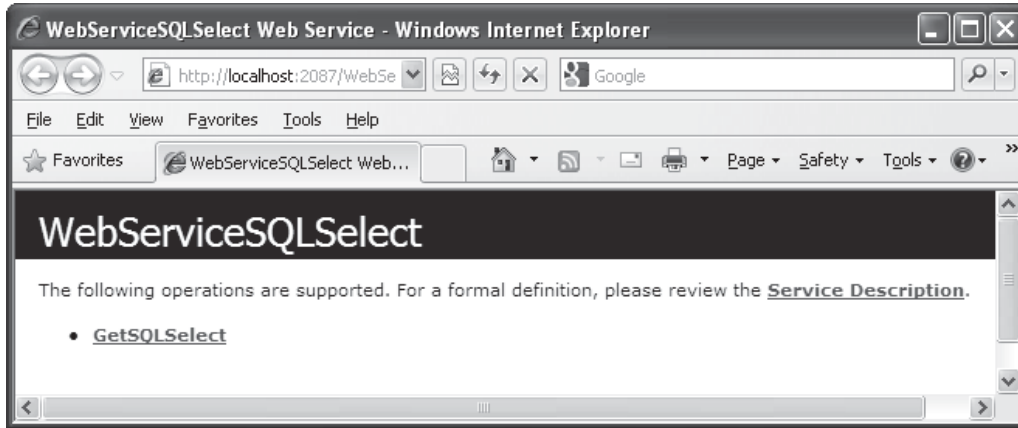 WebServiceSQLSelect Web Service - Windows Internet Explorer
http://localhost:2087/WebSe
Google
File Edit View Favorites Tools Help
Favorites WebServiceSQLSelect Web... Page Safety Tools »
WebServiceSQLSelect
The following operations are supported. For a formal definition, please review the Service Description.
• GetSQLSelect